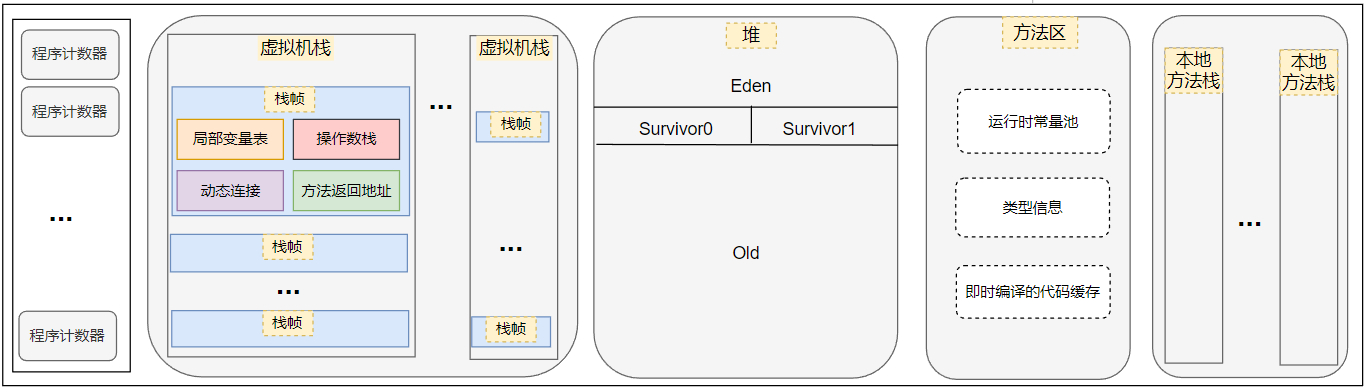 程序计数器
程序计数器
...
程序计数器
虚拟机栈
栈帧
局部变量表
操作数栈
动态连接
方法返回地址
栈帧
...
栈帧
...
虚拟机栈
栈帧
...
栈帧
堆
Eden
Survivor0
Survivor1
Old
方法区
运行时常量池
类型信息
即时编译的代码缓存
本地
方法栈
...
本地
方法栈